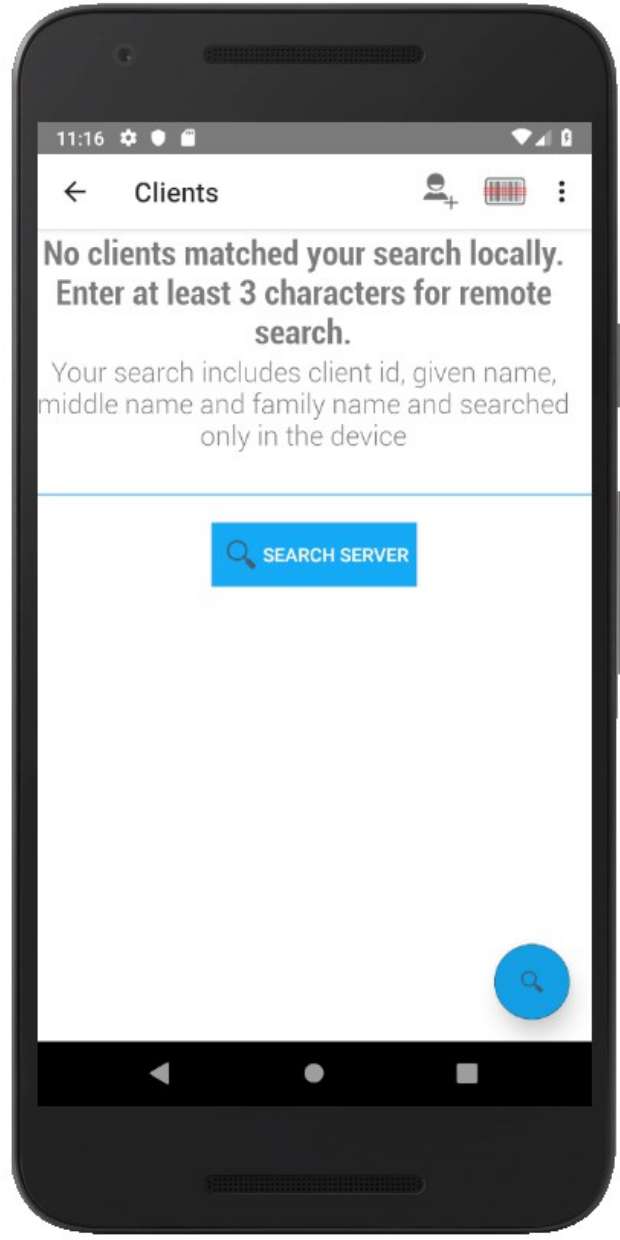 11:16
Clients
No clients matched your search locally.
Enter at least 3 characters for remote
search.
Your search includes client id, given name,
middle name and family name and searched
only in the device
SEARCH SERVER